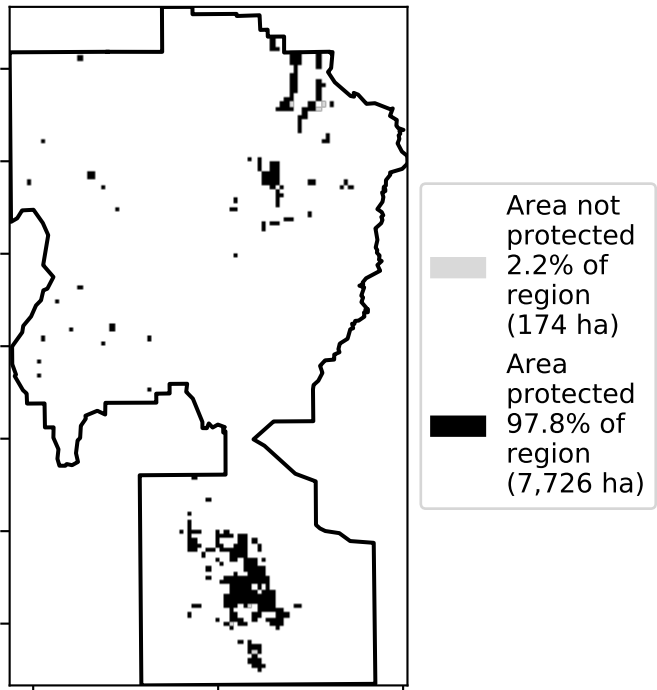 Area not
protected
2.2% of
region
(174 ha)
Area
protected
97.8% of
region
(7,726 ha)